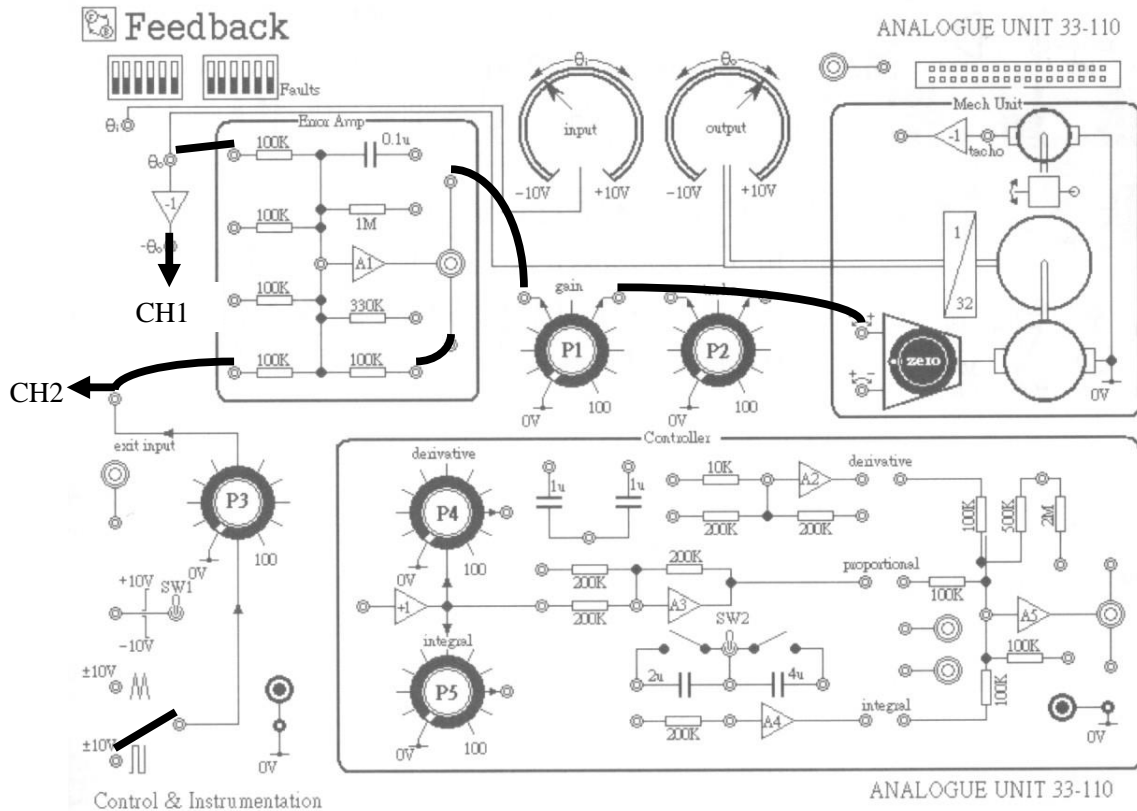 Feedback
ANALOGUE UNIT 33-110
Faults
θi
θo
-1
-θo
CH1
CH2
Error Amp
100K
0.1u
100K
1M
A1
100K
330K
100K
100K
θi
input
-10V
+10V
θo
output
-10V
+10V
Mech Unit
-1
tacho
1
32
zero
+
+
-
0V
gain
P1
0V
100
P2
0V
100
exit input
P3
0V
100
+10V
SW1
-10V
±10V
±10V
0V
Controller
derivative
P4
0V
100
+1
integral
P5
0V
100
1u
1u
10K
A2
derivative
200K
200K
200K
200K
A3
200K
proportional
SW2
2u
4u
200K
A4
integral
100K
500K
2M
100K
A5
100K
100K
0V
Control & Instrumentation
ANALOGUE UNIT 33-110